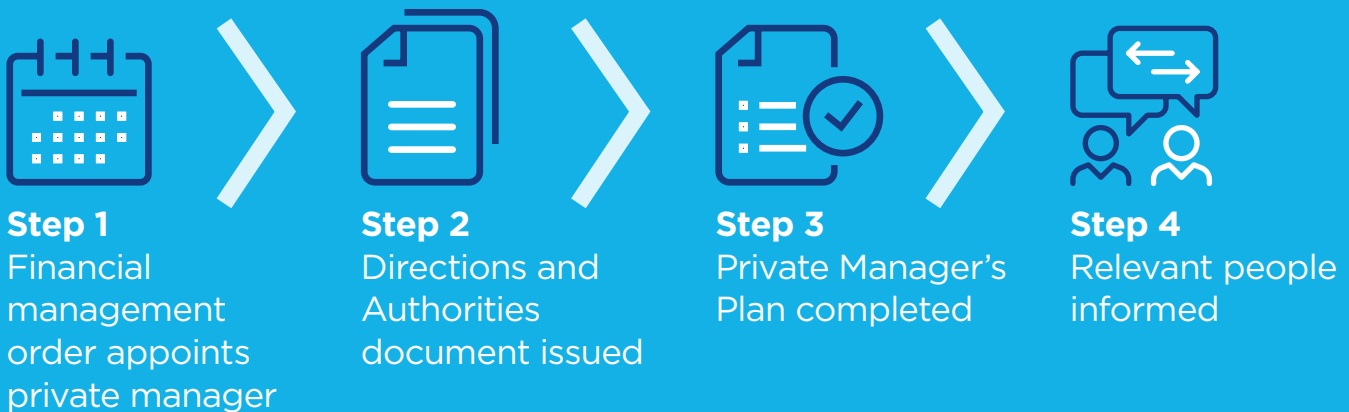 Step 1
Financial
management
order appoints
private manager
Step 2
Directions and
Authorities
document issued
Step 3
Private Manager’s
Plan completed
Step 4
Relevant people
informed